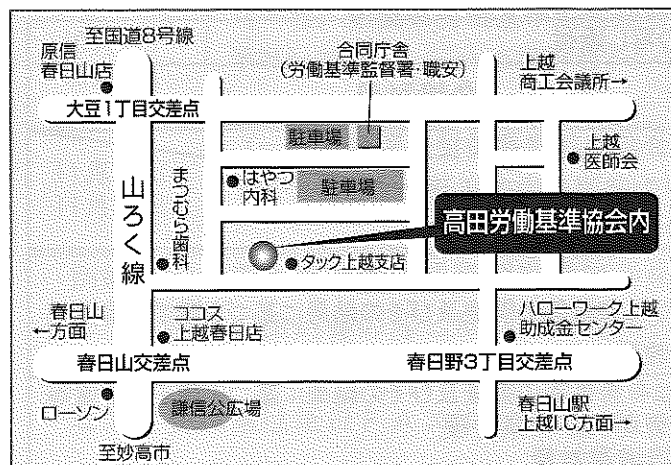 至国道8号線
原信
春日山店
合同庁舎
(労働基準監督署・職安)
上越
商工会議所→
大豆1丁目交差点
駐車場
上越
医師会
まつむら歯科
はやつ
内科
駐車場
山ろく線
高田労働基準協会内
タック上越支店
春日山
←方面
ココス
上越春日店
ハローワーク上越
助成金センター
春日山交差点
春日野3丁目交差点
ローソン
謙信公広場
春日山駅
上越I.C方面→
至妙高市